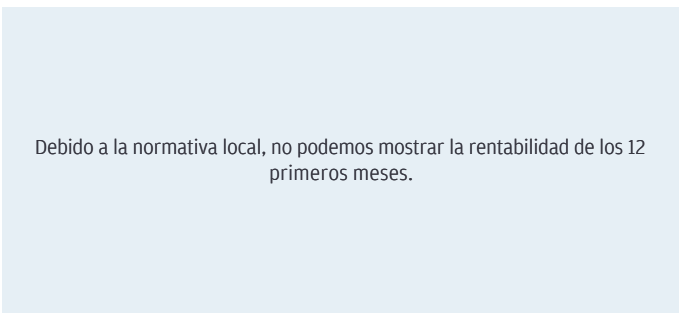 Debido a la normativa local, no podemos mostrar la rentabilidad de los 12
primeros meses.